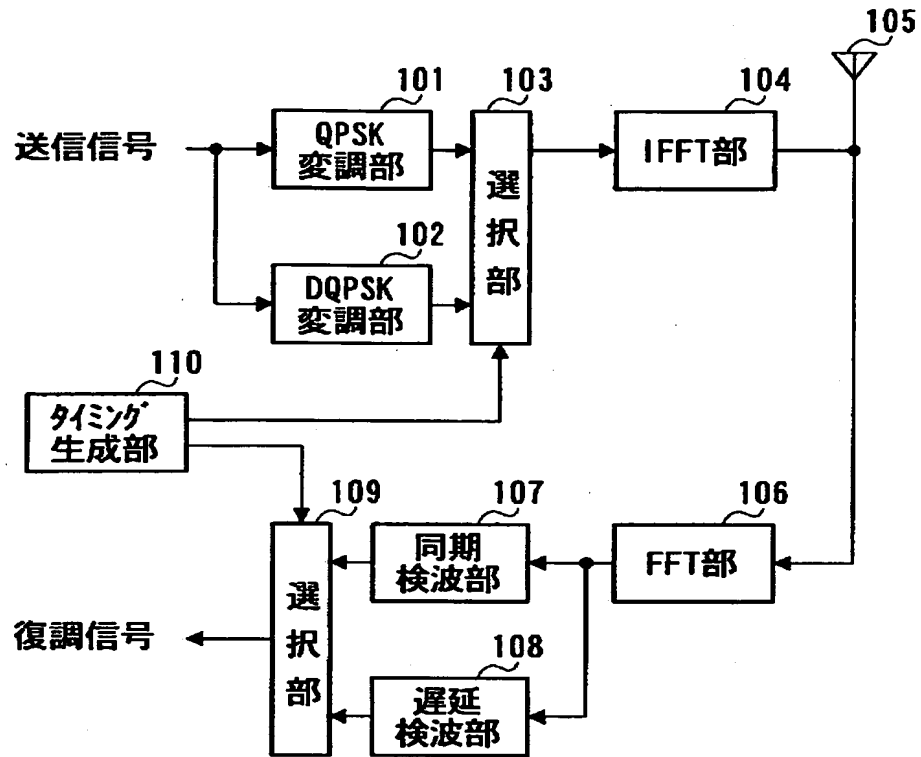 105
101
103
104
送信信号
QPSK
変調部
選択部
IFFT部
102
DQPSK
変調部
110
タイミング
生成部
109
107
106
同期
検波部
FFT部
選択部
復調信号
108
遅延
検波部